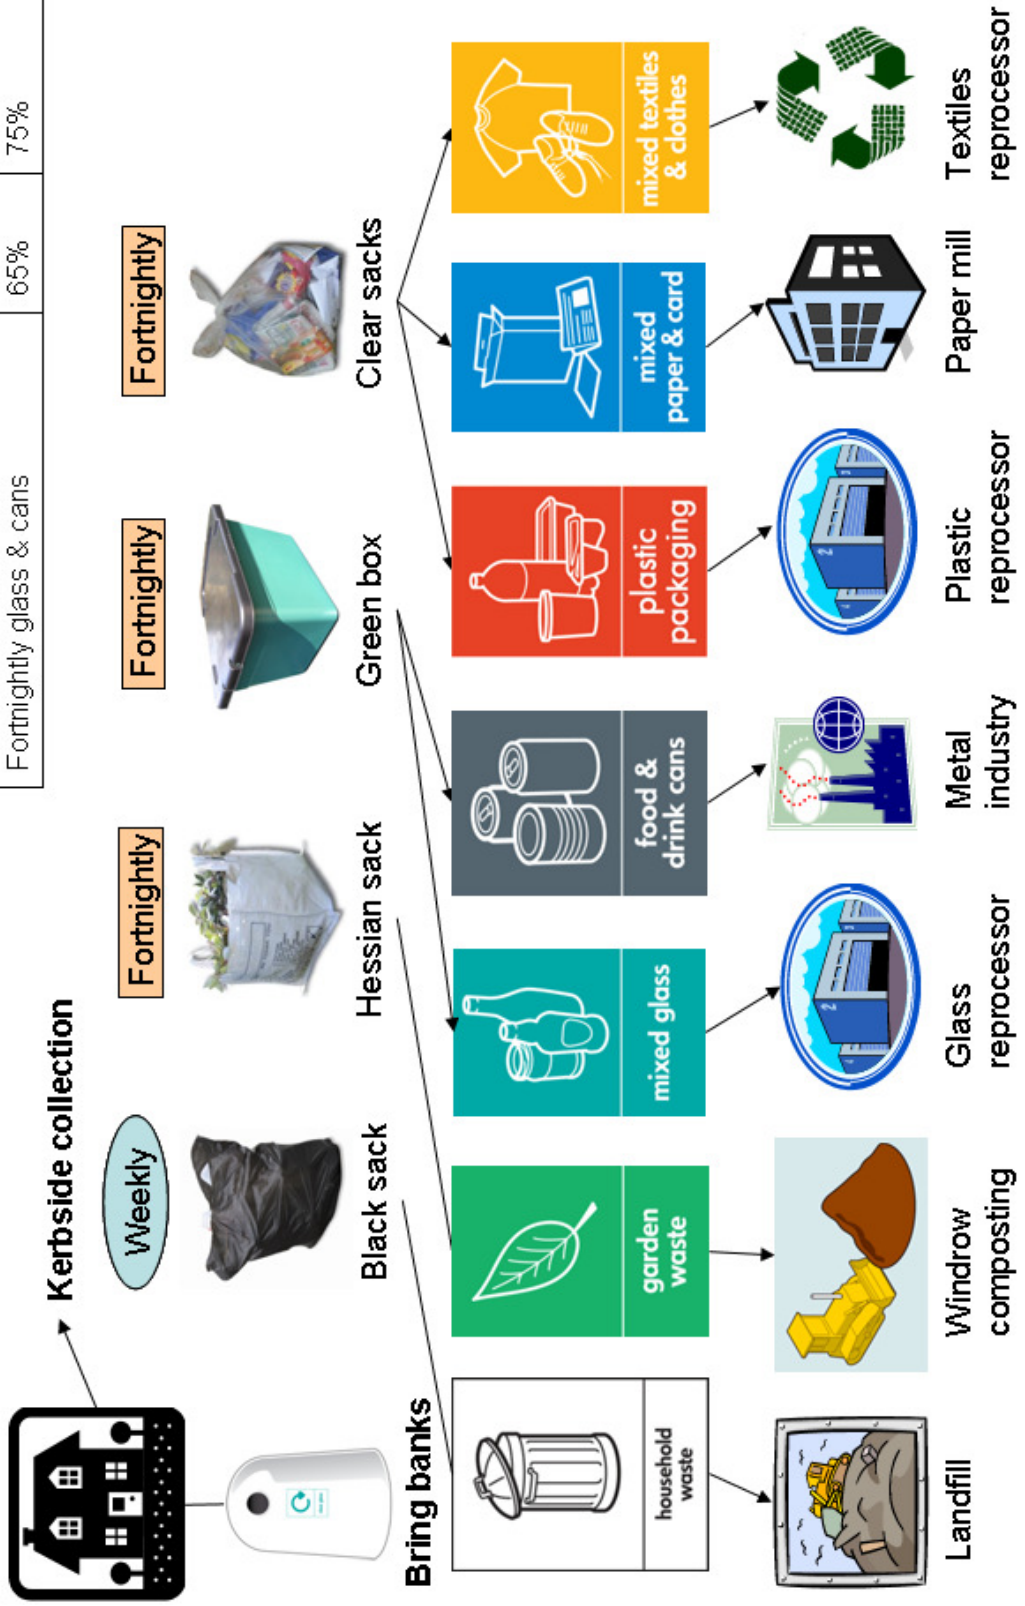 Fortnightly glass & cans 65% 75%
Kerbside collection
Weekly
Fortnightly
Fortnightly
Fortnightly
Black sack
Hessian sack
Green box
Clear sacks
Bring banks
household
waste
garden
waste
mixed glass
food &
drink cans
plastic
packaging
mixed
paper & card
mixed textiles
& clothes
Landfill
Windrow
composting
Glass
reprocessor
Metal
industry
Plastic
reprocessor
Paper mill
Textiles
reprocessor